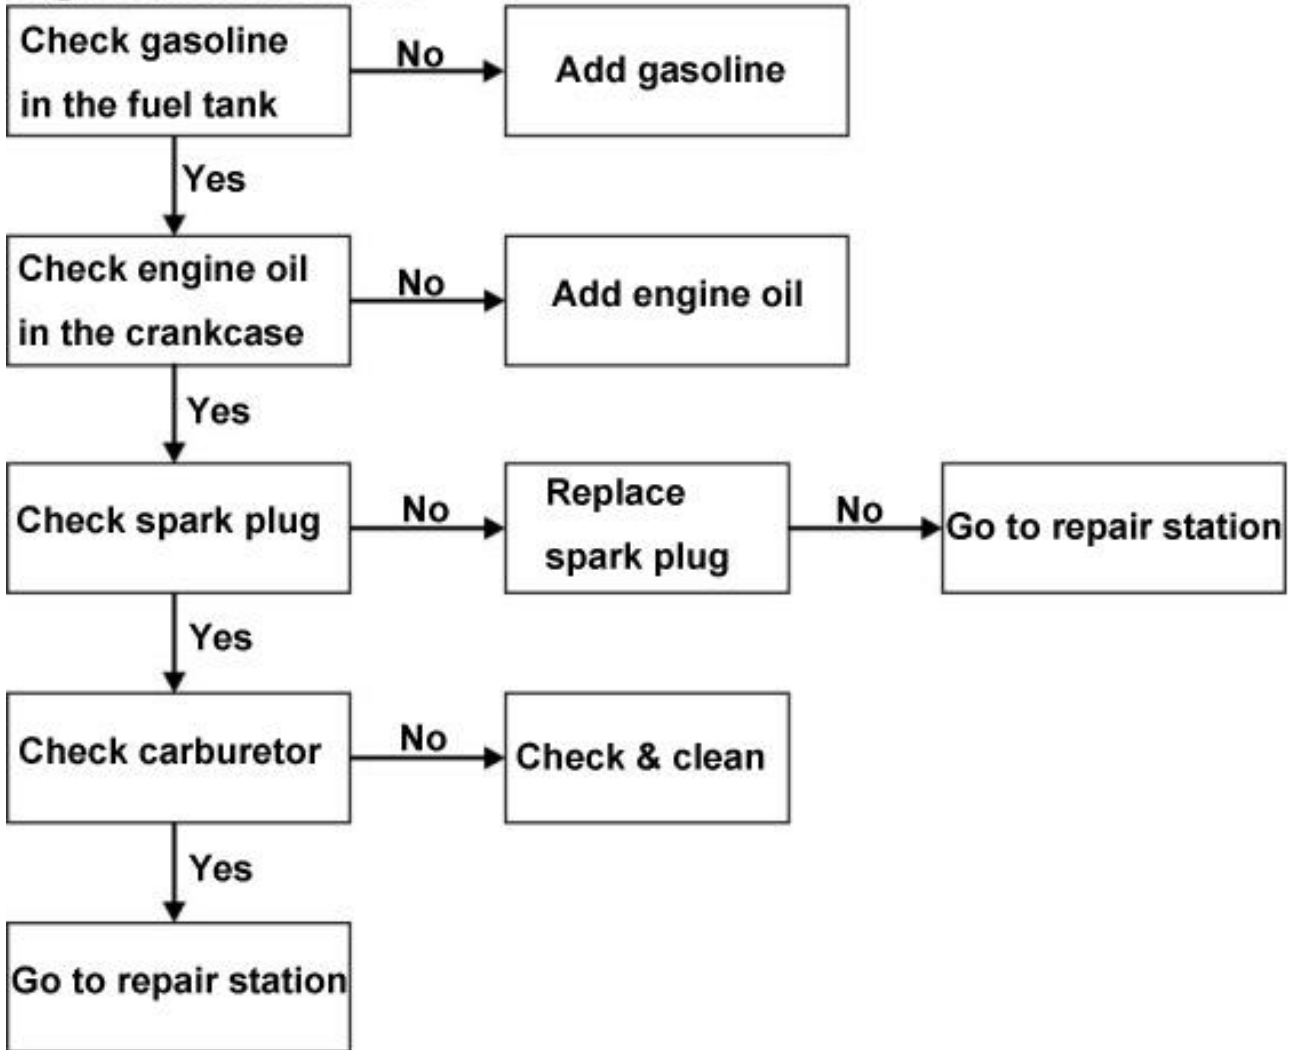 Check gasoline
in the fuel tank
No
Add gasoline
Yes
Check engine oil
in the crankcase
No
Add engine oil
Yes
Check spark plug
No
Replace
spark plug
No
Go to repair station
Yes
Check carburetor
No
Check & clean
Yes
Go to repair station